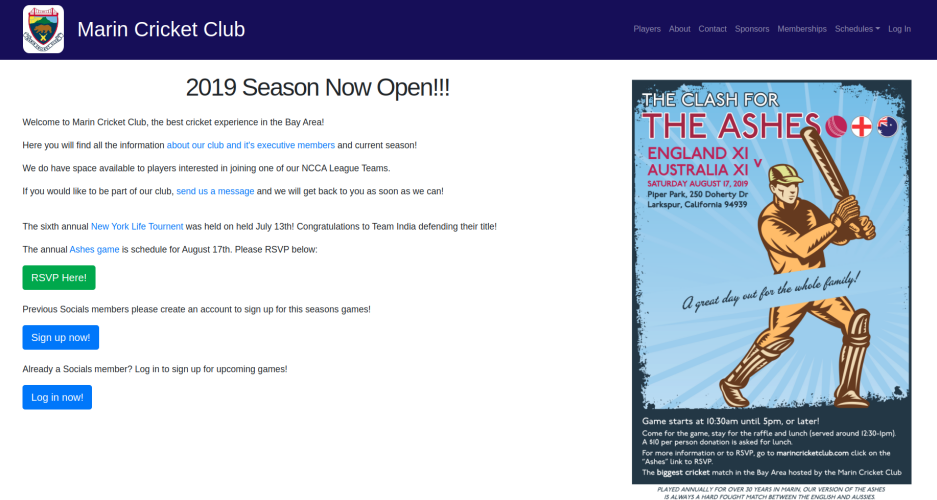 Marin Cricket Club
Players About Contact Sponsors Memberships Schedules Log In
2019 Season Now Open!!!
Welcome to Marin Cricket Club, the best cricket experience in the Bay Area!
Here you will find all the information about our club and it's executive members and current season!
We do have space available to players interested in joining one of our NCCA League Teams.
If you would like to be part of our club, send us a message and we will get back to you as soon as we can!
The sixth annual New York Life Tournent was held on held July 13th! Congratulations to Team India defending their title!
The annual Ashes game is schedule for August 17th. Please RSVP below:
RSVP Here!
Previous Socials members please create an account to sign up for this seasons games!
Sign up now!
Already a Socials member? Log in to sign up for upcoming games!
Log in now!
THE CLASH FOR
THE ASHES
ENGLAND XI
V
AUSTRALIA XI
SATURDAY AUGUST 17, 2019
Piper Park, 250 Doherty Dr
Larkspur, California 94939
A great day out for the whole family!
Game starts at 10:30am until 5pm, or later!
Come for the game, stay for the raffle and lunch (served around 12:30-1pm).
A $10 per person donation is asked for lunch.
For more information or to RSVP, go to marincricketclub.com click on the
"Ashes" link to RSVP.
The biggest cricket match in the Bay Area hosted by the Marin Cricket Club
PLAYED ANNUALLY FOR OVER 30 YEARS IN MARIN, OUR VERSION OF THE ASHES
IS ALWAYS A HARD FOUGHT MATCH BETWEEN THE ENGLISH AND AUSSIES